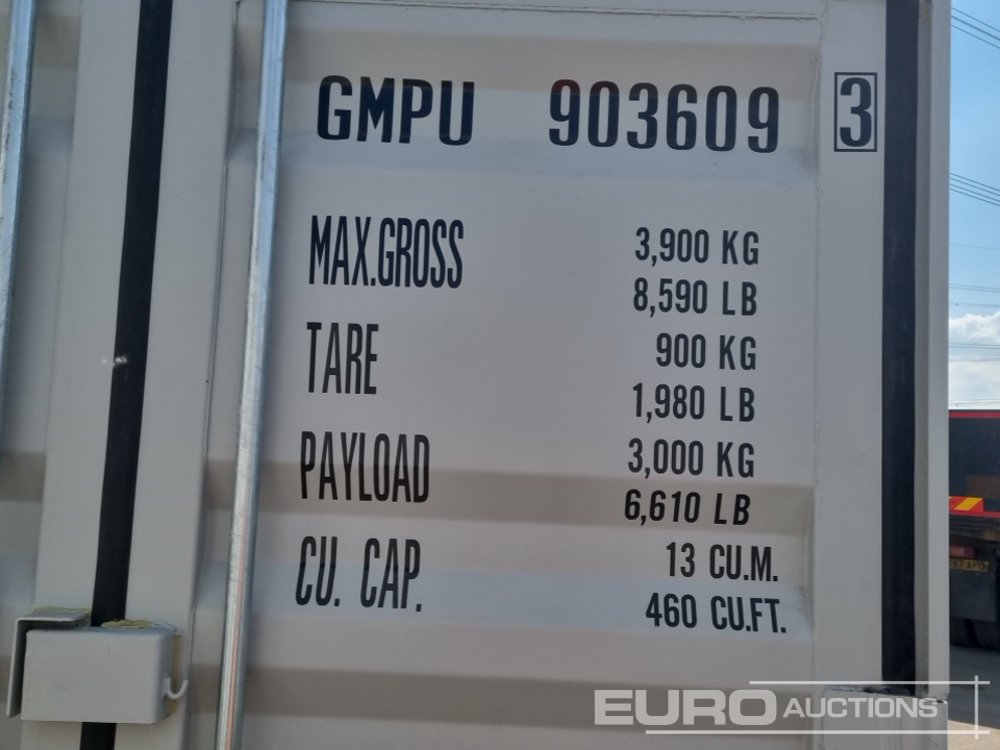 GMPU 903609 3
MAX.GROSS 3,900 KG
8,590 LB
TARE 900 KG
1,980 LB
PAYLOAD 3,000 KG
6,610 LB
CU. CAP. 13 CU.M.
460 CU.FT.
EURO AUCTIONS